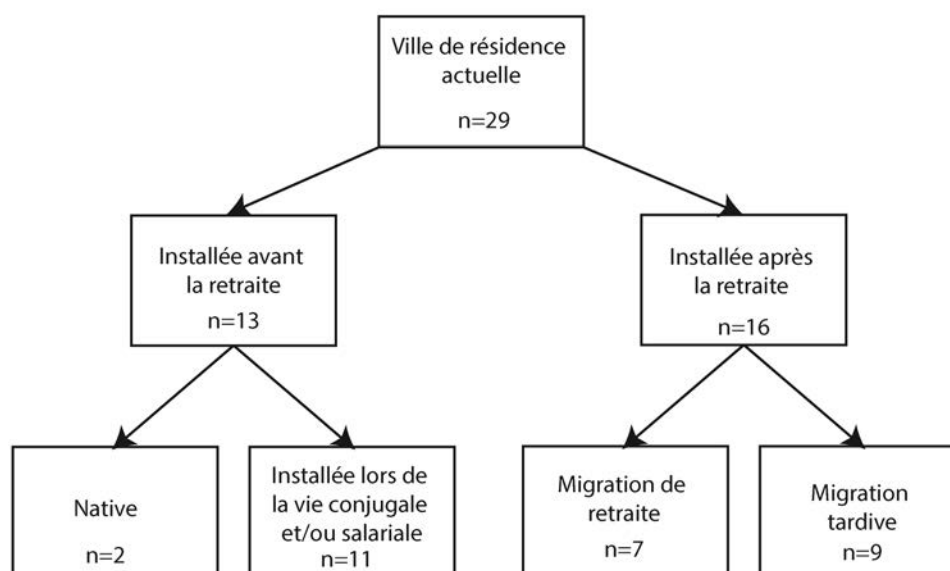 Ville de résidence
actuelle
n=29
Installée avant
la retraite
n=13
Installée après
la retraite
n=16
Native
n=2
Installée lors de
la vie conjugale
et/ou salariale
n=11
Migration de
retraite
n=7
Migration
tardive
n=9